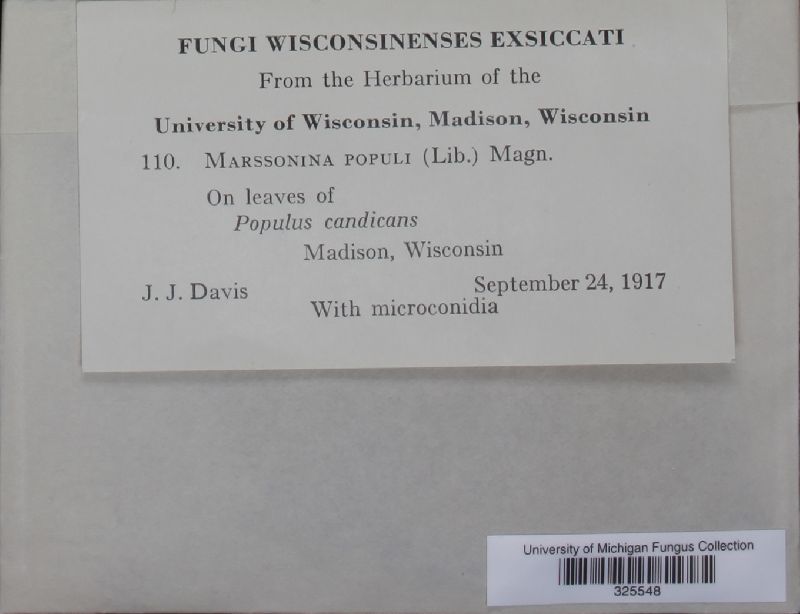 FUNGI WISCONSINENSES EXSICCATI
From the Herbarium of the
University of Wisconsin, Madison, Wisconsin
110. MARSSONINA POPULI (Lib.) Magn.
On leaves of
Populus candicans
Madison, Wisconsin
J. J. Davis September 24, 1917
With microconidia
University of Michigan Fungus Collection
325548